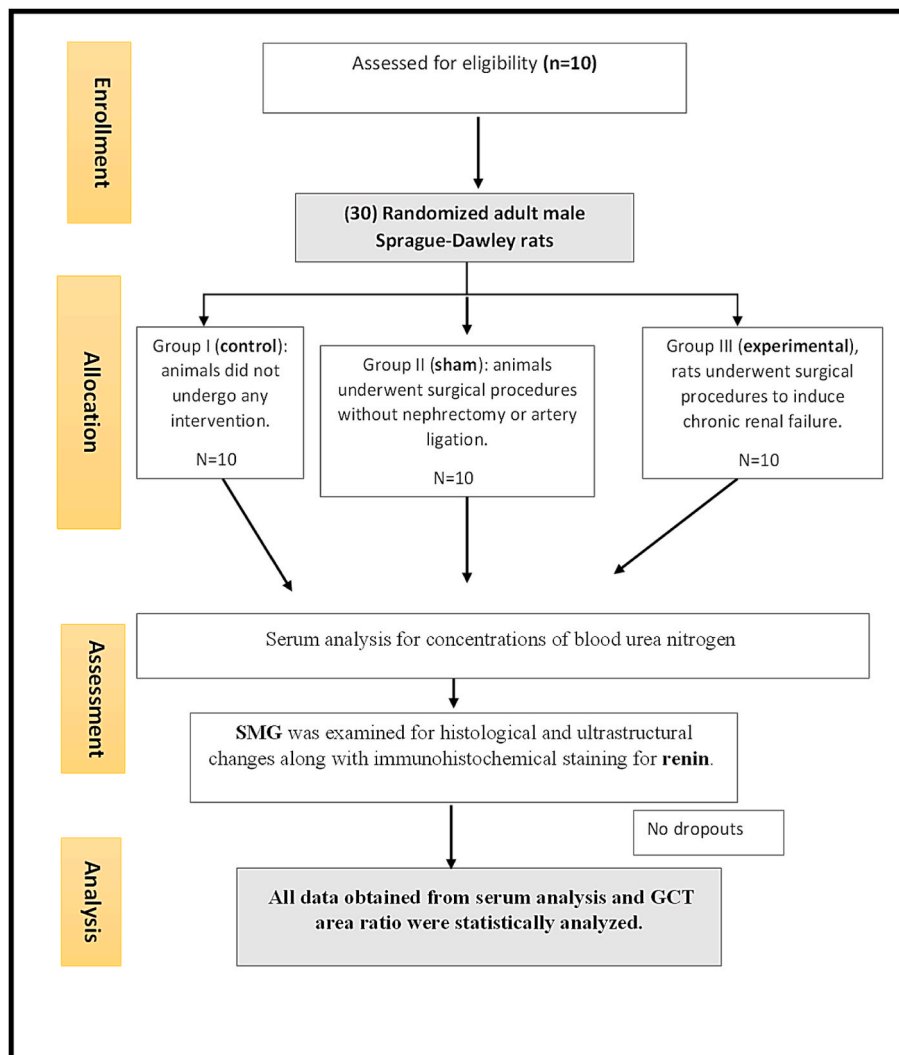 Enrollment
Assessed for eligibility (n=10)
(30) Randomized adult male
Sprague-Dawley rats
Allocation
Group I (control):
animals did not
undergo any
intervention.
N=10
Group II (sham): animals
underwent surgical procedures
without nephrectomy or artery
ligation.
N=10
Group III (experimental),
rats underwent surgical
procedures to induce
chronic renal failure.
N=10
Assessment
Serum analysis for concentrations of blood urea nitrogen
SMG was examined for histological and ultrastructural
changes along with immunohistochemical staining for renin.
No dropouts
Analysis
All data obtained from serum analysis and GCT
area ratio were statistically analyzed.